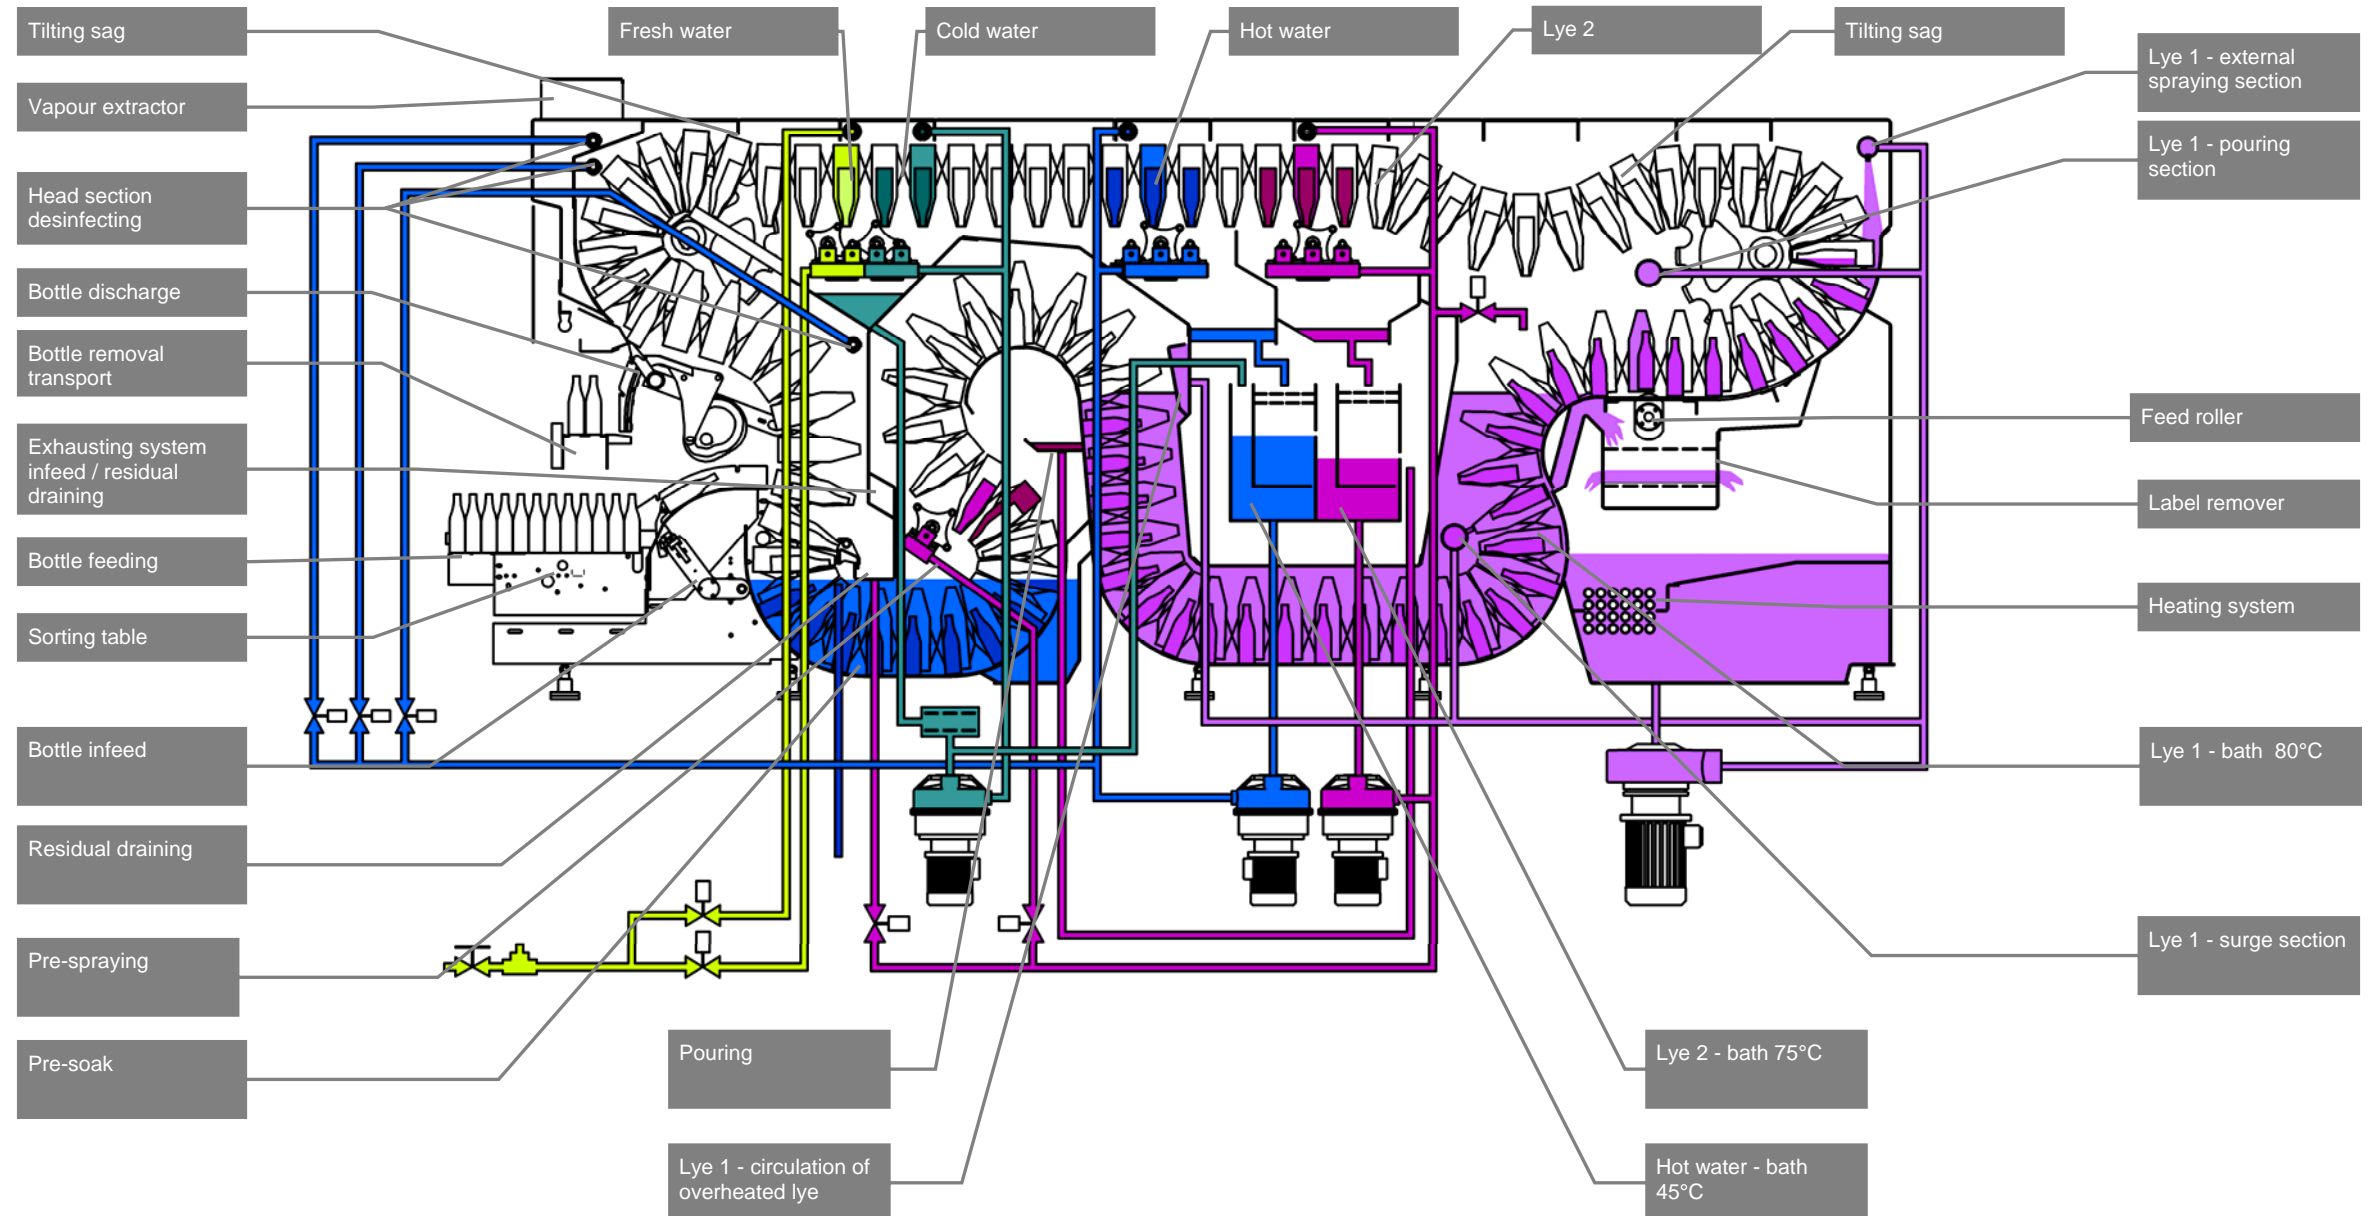 Tilting sag
Fresh water
Cold water
Hot water
Lye 2
Tilting sag
Lye 1 - external
spraying section
Vapour extractor
Lye 1 - pouring
section
Head section
desinfecting
Bottle discharge
Bottle removal
transport
Feed roller
Exhausting system
infeed / residual
draining
Label remover
Bottle feeding
Heating system
Sorting table
Bottle infeed
Lye 1 - bath  80°C
Residual draining
Lye 1 - surge section
Pre-spraying
Pre-soak
Pouring
Lye 2 - bath 75°C
Lye 1 - circulation of
overheated lye
Hot water - bath
45°C